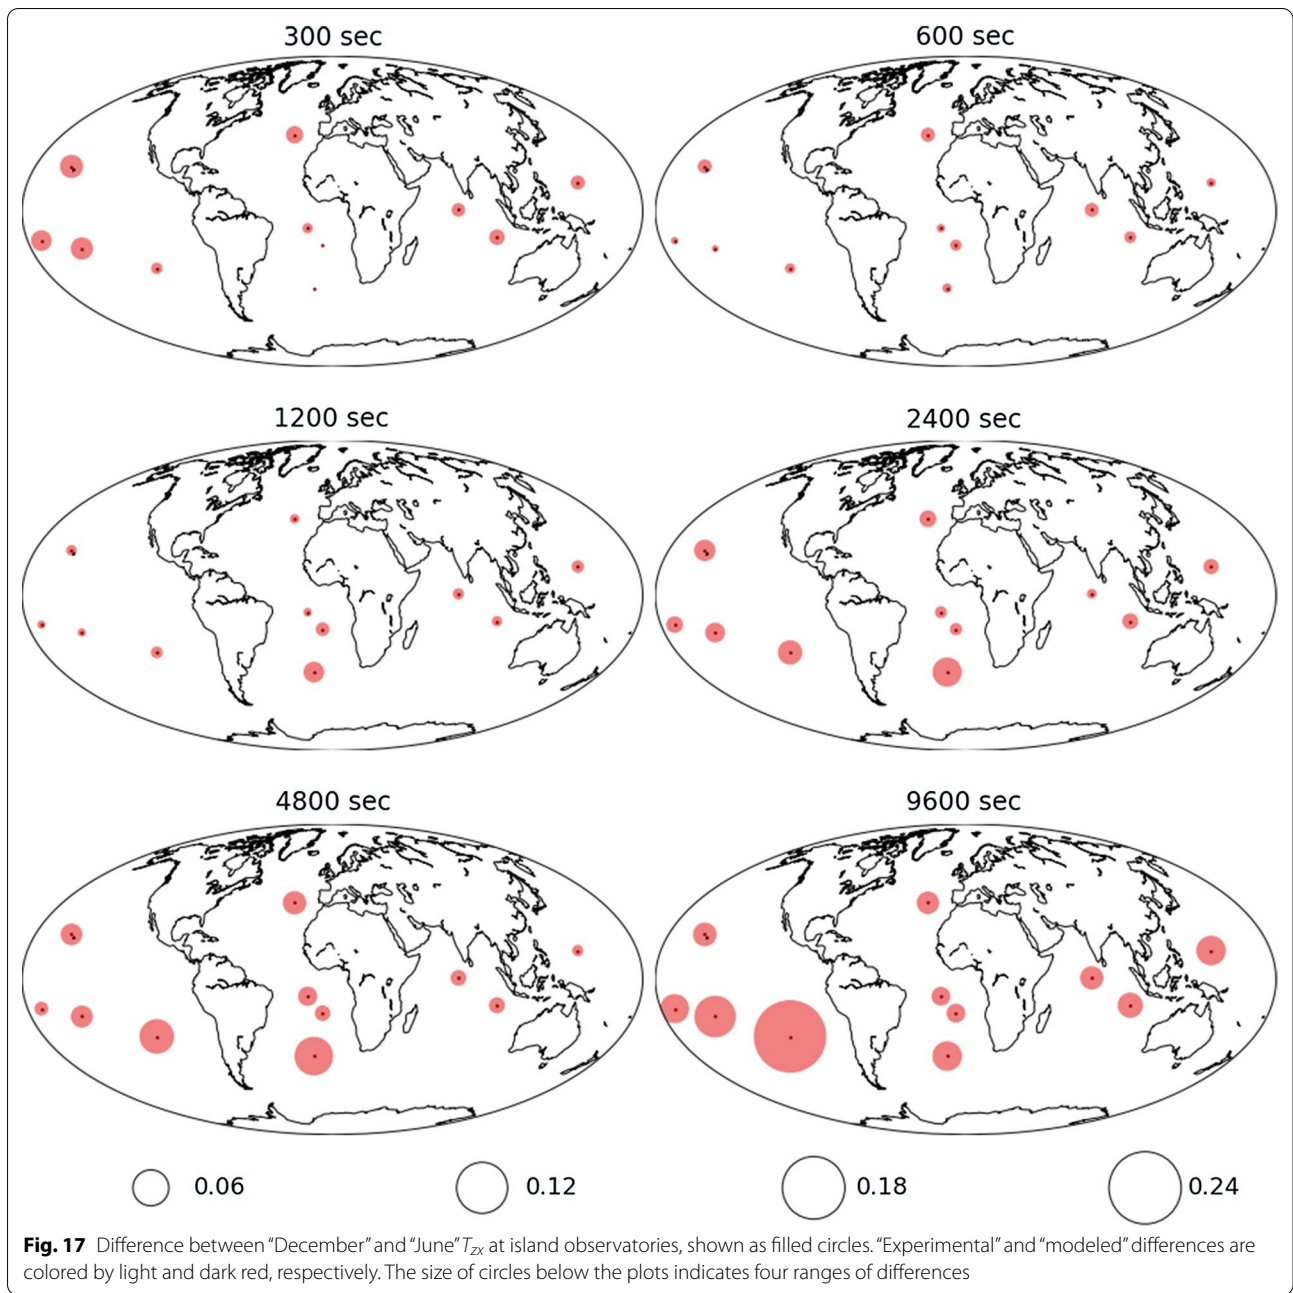 300 sec
600 sec
1200 sec
2400 sec
4800 sec
9600 sec
0.06
0.12
0.18
0.24
Fig. 17 Difference between “December” and “June” TZX at island observatories, shown as filled circles. “Experimental” and “modeled” differences are
colored by light and dark red, respectively. The size of circles below the plots indicates four ranges of differences